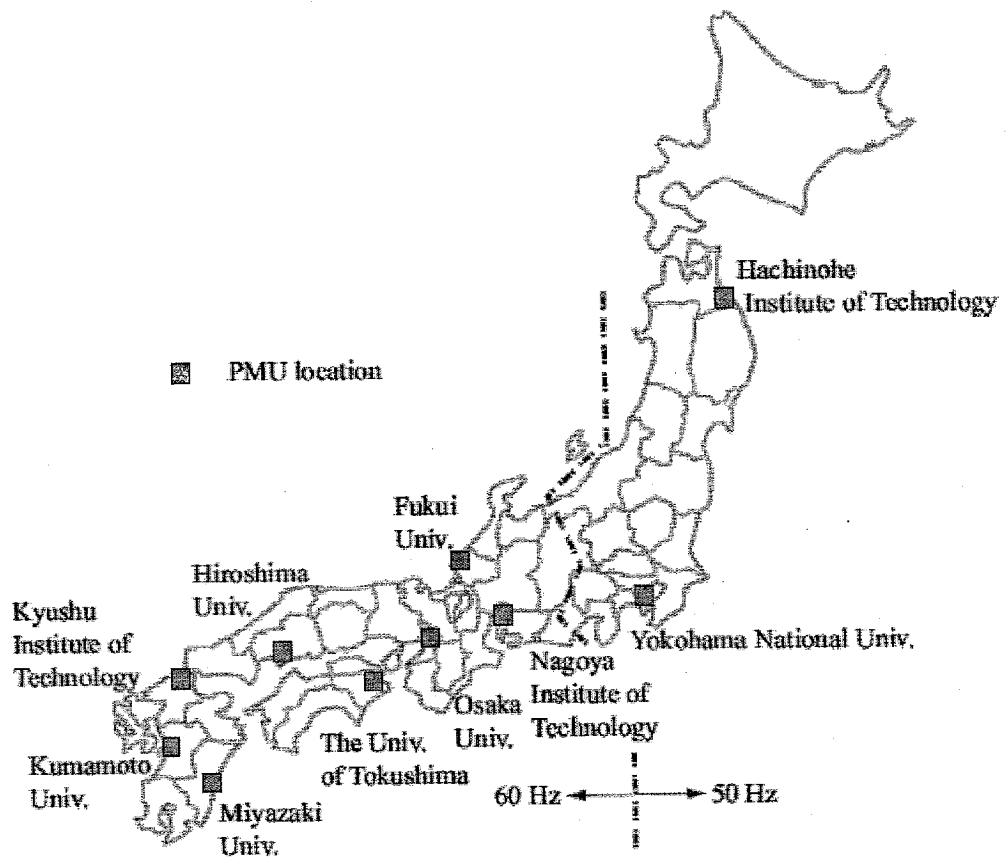 Hachinohe
Institute of Technology
PMU location
Fukui
Univ.
Hiroshima
Univ.
Kyushu
Institute of
Technology
Yokohama National Univ.
Nagoya
Institute of
Technology
Osaka
Univ.
The Univ.
of Tokushima
Kumamoto
Univ.
Miyazaki
Univ.
60 Hz
50 Hz